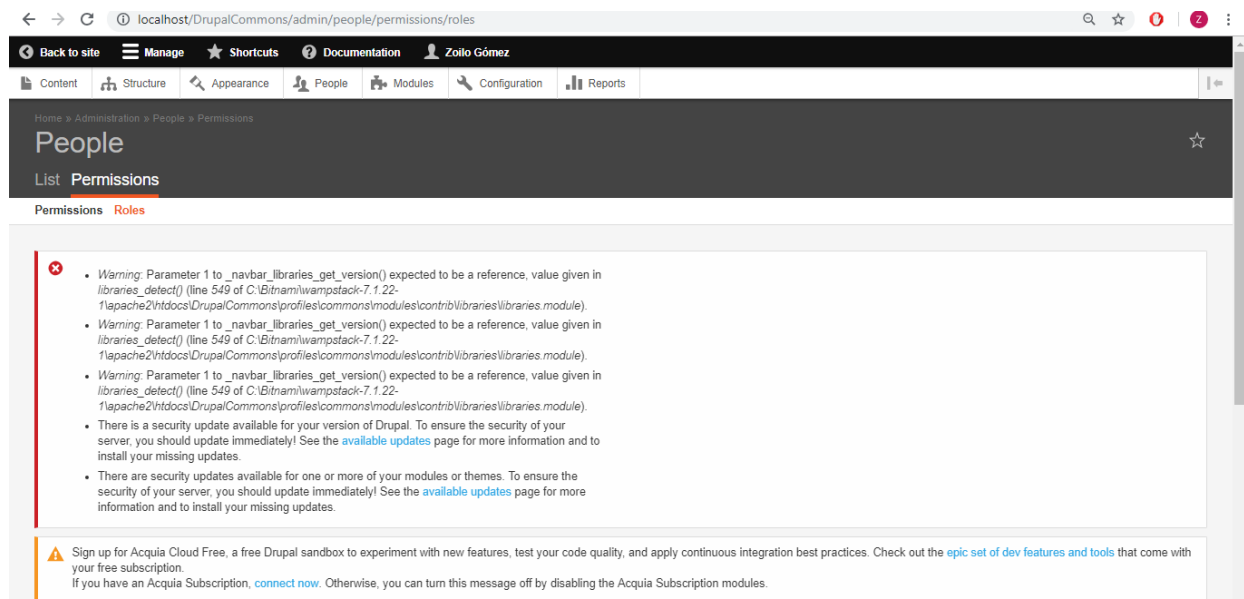 localhost/DrupalCommons/admin/people/permissions/roles
Z
Back to site Manage Shortcuts Documentation Zoilo Gómez
Content Structure Appearance People Modules Configuration Reports
Home » Administration » People » Permissions
People
List Permissions
Permissions Roles
Warning: Parameter 1 to _navbar_libraries_get_version() expected to be a reference, value given in
libraries_detect() (line 549 of C:\Bitnami\wampstack-7.1.22-
1\apache2\htdocs\DrupalCommons\profiles\commons\modules\contrib\libraries\libraries.module).
Warning: Parameter 1 to _navbar_libraries_get_version() expected to be a reference, value given in
libraries_detect() (line 549 of C:\Bitnami\wampstack-7.1.22-
1\apache2\htdocs\DrupalCommons\profiles\commons\modules\contrib\libraries\libraries.module).
Warning: Parameter 1 to _navbar_libraries_get_version() expected to be a reference, value given in
libraries_detect() (line 549 of C:\Bitnami\wampstack-7.1.22-
1\apache2\htdocs\DrupalCommons\profiles\commons\modules\contrib\libraries\libraries.module).
There is a security update available for your version of Drupal. To ensure the security of your
server, you should update immediately! See the available updates page for more information and to
install your missing updates.
There are security updates available for one or more of your modules or themes. To ensure the
security of your server, you should update immediately! See the available updates page for more
information and to install your missing updates.
Sign up for Acquia Cloud Free, a free Drupal sandbox to experiment with new features, test your code quality, and apply continuous integration best practices. Check out the epic set of dev features and tools that come with
your free subscription.
If you have an Acquia Subscription, connect now. Otherwise, you can turn this message off by disabling the Acquia Subscription modules.